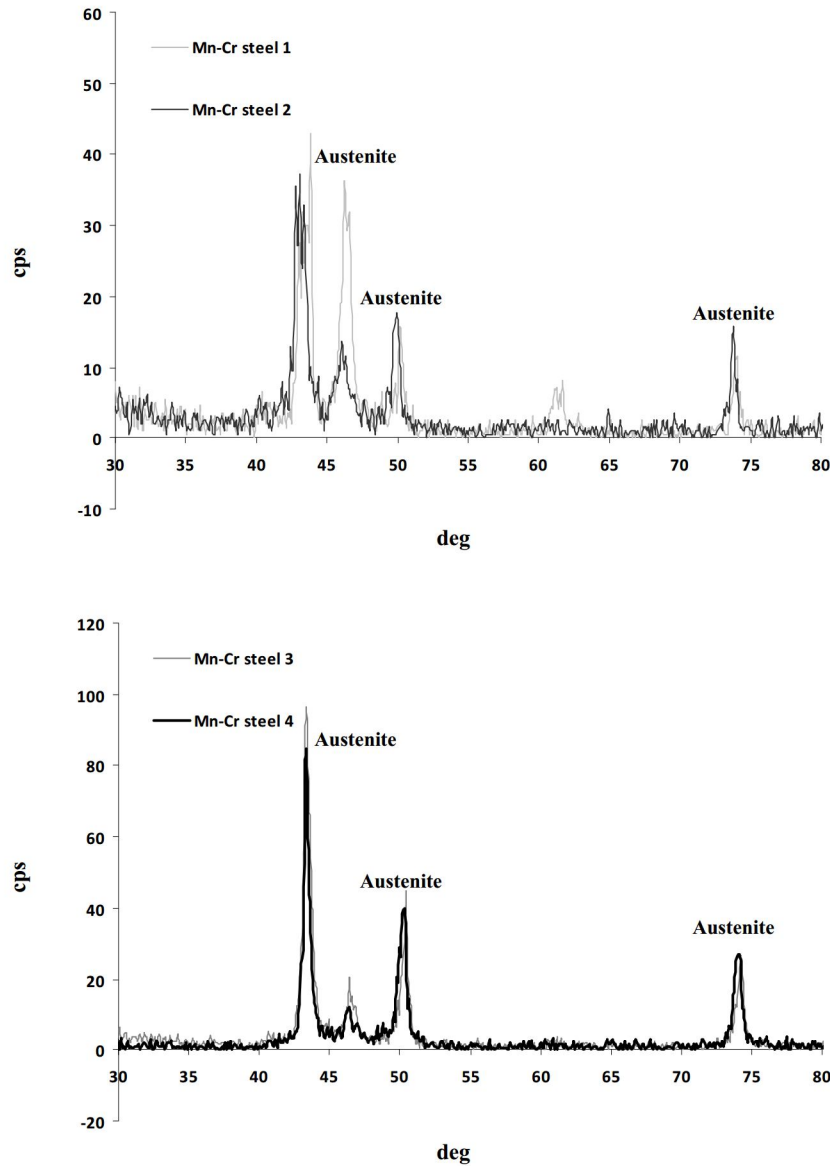 60
Mn-Cr steel 1
50
Mn-Cr steel 2
40
Austenite
30
cps
20
Austenite
Austenite
10
0
30 35 40 45 50 55 60 65 70 75 80
-10
deg
120
Mn-Cr steel 3
100
Mn-Cr steel 4
Austenite
80
60
cps
Austenite
40
Austenite
20
0
30 35 40 45 50 55 60 65 70 75 80
-20
deg